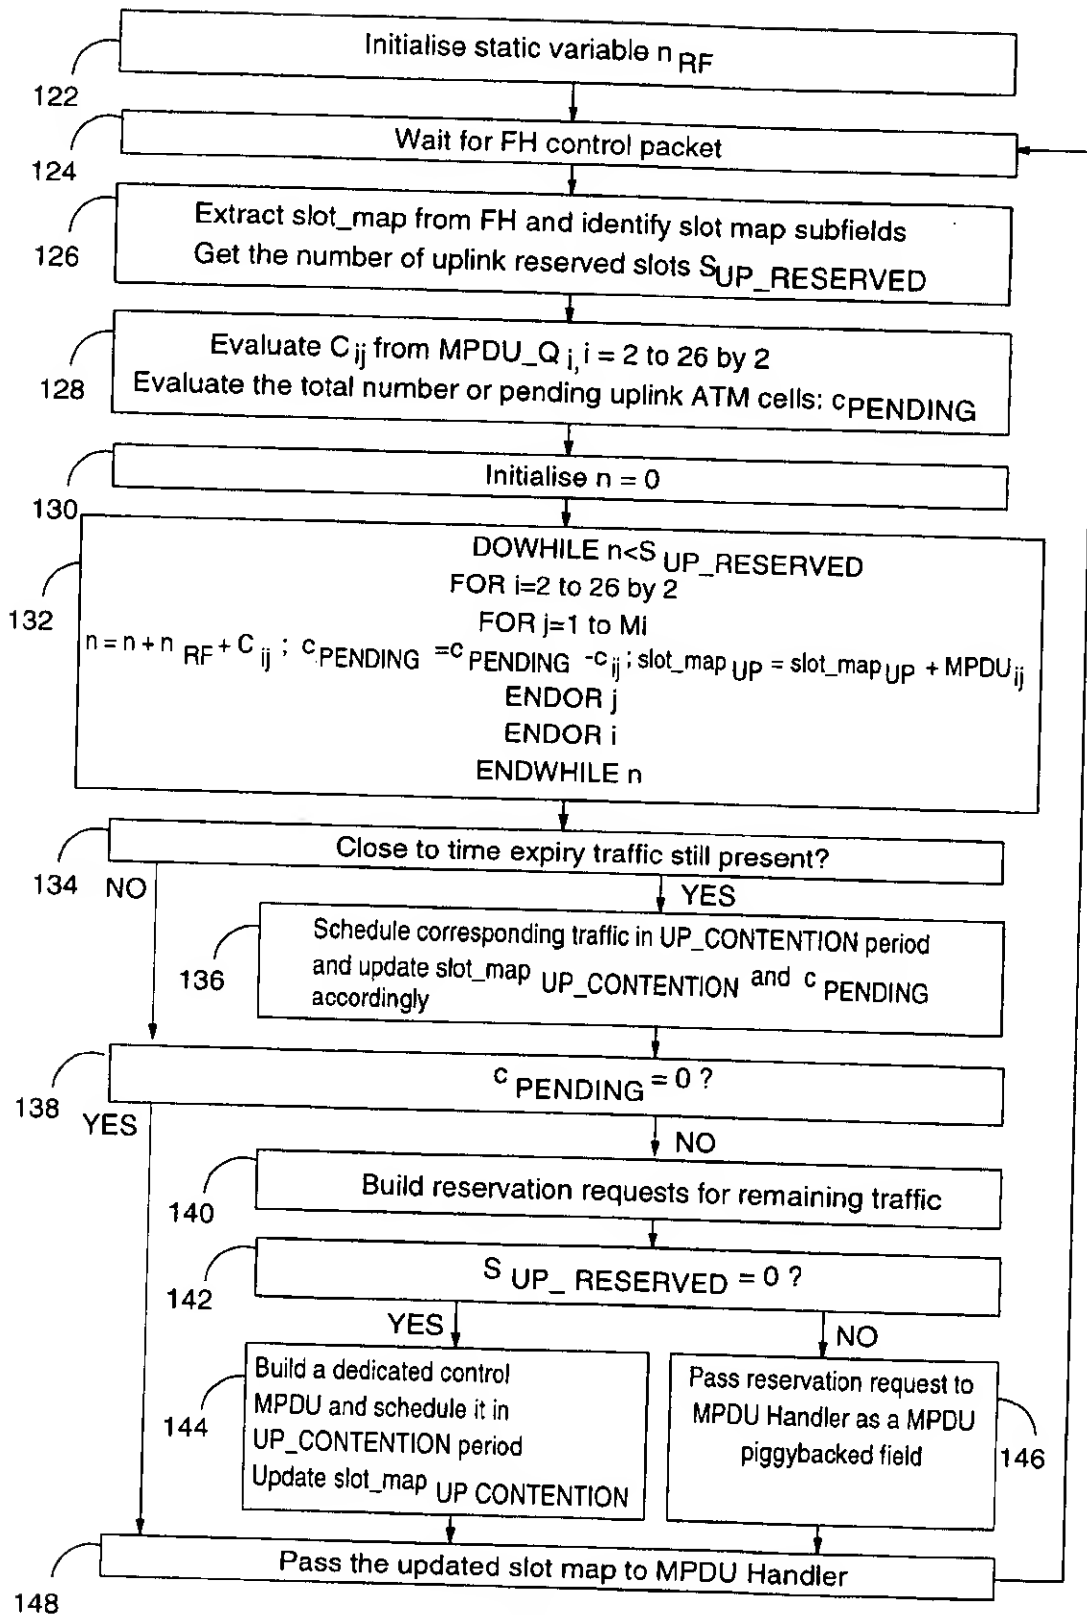 Initialise static variable n RF
122
Wait for FH control packet
124
Extract slot_map from FH and identify slot map subfields
Get the number of uplink reserved slots S UP_RESERVED
126
Evaluate C ij from MPDU_Q i, i = 2 to 26 by 2
Evaluate the total number or pending uplink ATM cells: c PENDING
128
Initialise n = 0
130
DOWHILE n<S UP_RESERVED
FOR i=2 to 26 by 2
FOR j=1 to Mi
n = n + n RF + C ij ; c PENDING = c PENDING - c ij ; slot_map UP = slot_map UP + MPDU ij
ENDOR j
ENDOR i
ENDWHILE n
132
Close to time expiry traffic still present?
134
NO
YES
Schedule corresponding traffic in UP_CONTENTION period
and update slot_map UP_CONTENTION and c PENDING
accordingly
136
c PENDING = 0 ?
138
YES
NO
Build reservation requests for remaining traffic
140
S UP_ RESERVED = 0 ?
142
YES
NO
Build a dedicated control
MPDU and schedule it in
UP_CONTENTION period
Update slot_map UP CONTENTION
144
Pass reservation request to
MPDU Handler as a MPDU
piggybacked field
146
Pass the updated slot map to MPDU Handler
148